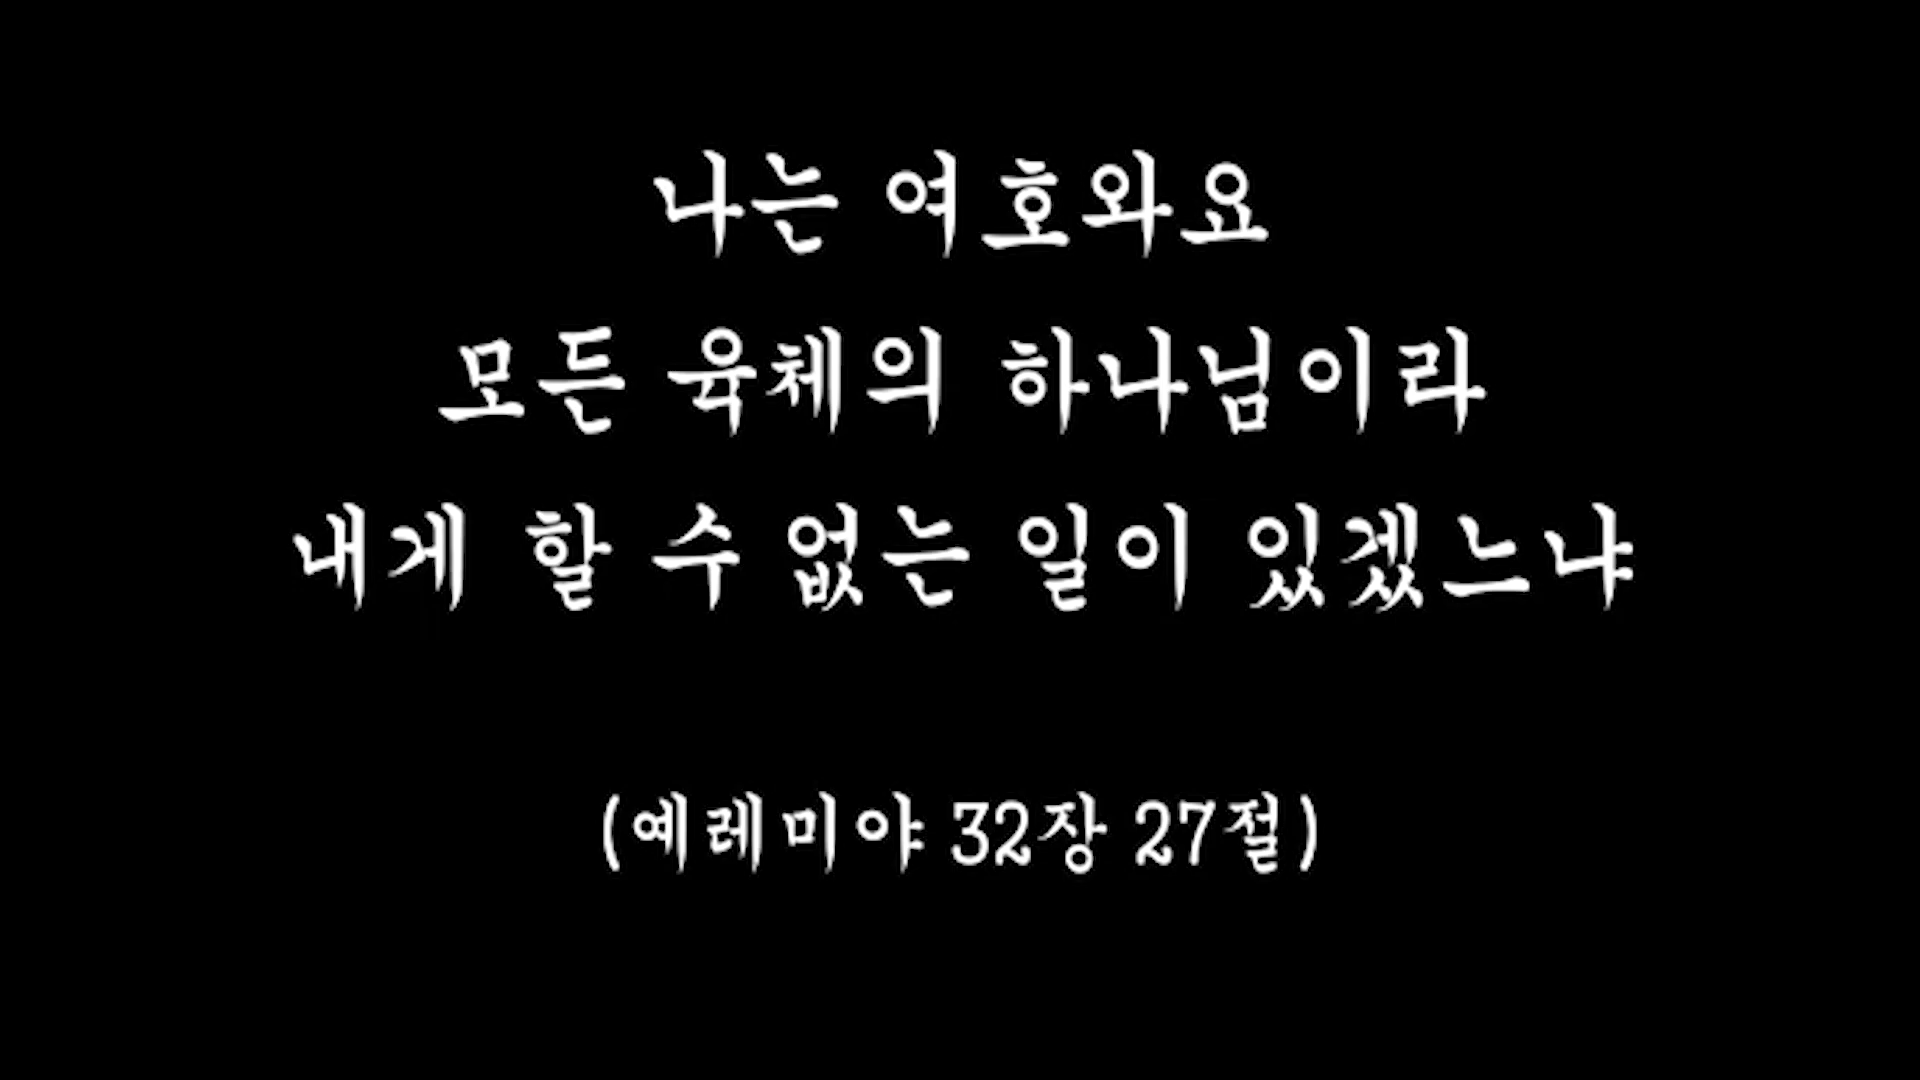 나는 여호와요
모든 육체의 하나님이라
내게 할 수 없는 일이 있겠느냐
(예레미야 32장 27절)